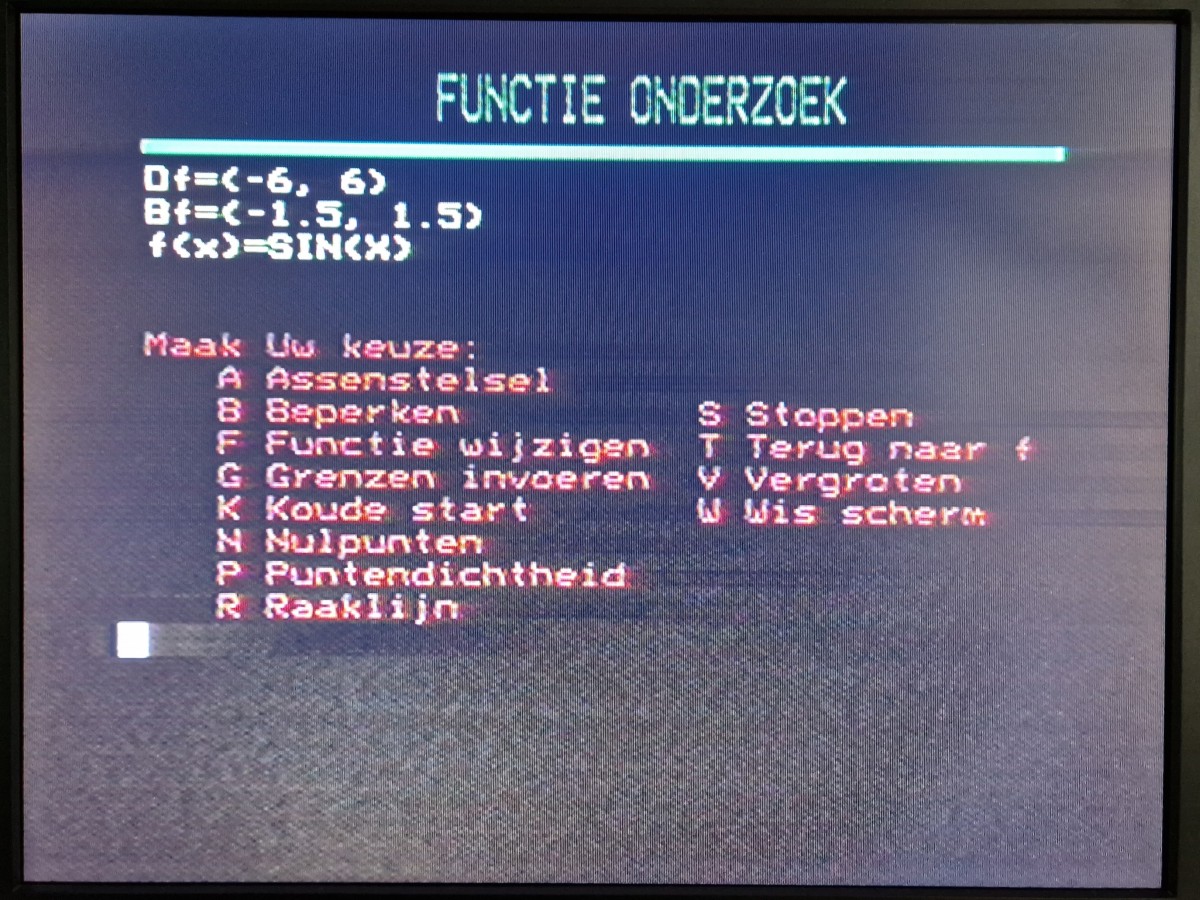 FUNCTIE ONDERZOEK
Df=(-6, 6)
Bf=(-1.5, 1.5)
f(x)=SIN(X)
Maak Uw keuze:
A Assenstelsel
B Beperken
F Functie wijzigen
G Grenzen invoeren
K Koude start
N Nulpunten
P Puntendichtheid
R Raaklijn
S Stoppen
T Terug naar f
V Vergroten
W Wis scherm